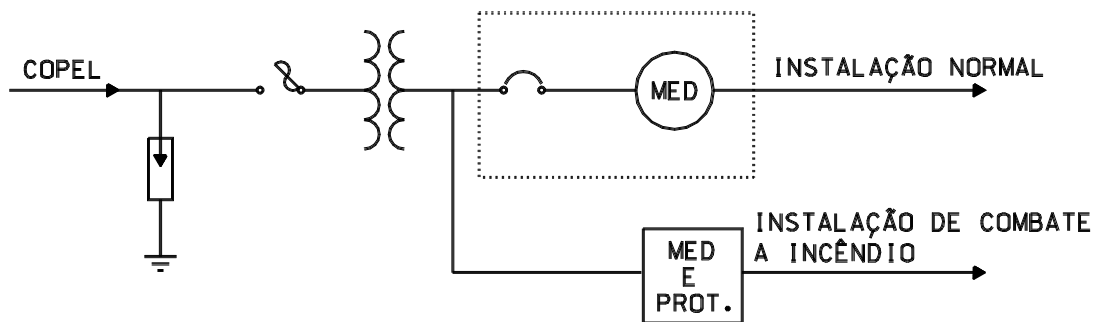 COPEL
MED
INSTALAÇÃO NORMAL
INSTALAÇÃO DE COMBATE
A INCÊNDIO
MED
E
PROT.